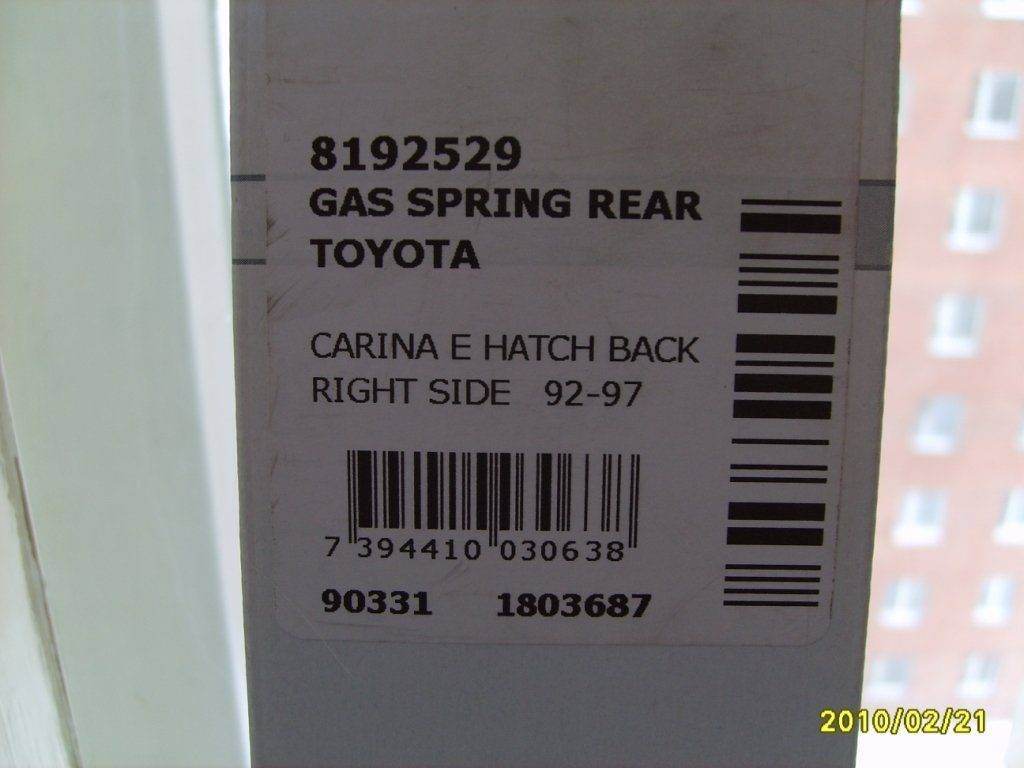 8192529
GAS SPRING REAR
TOYOTA
CARINA E HATCH BACK
RIGHT SIDE 92-97
7 394410 030638
90331 1803687
2010/02/21